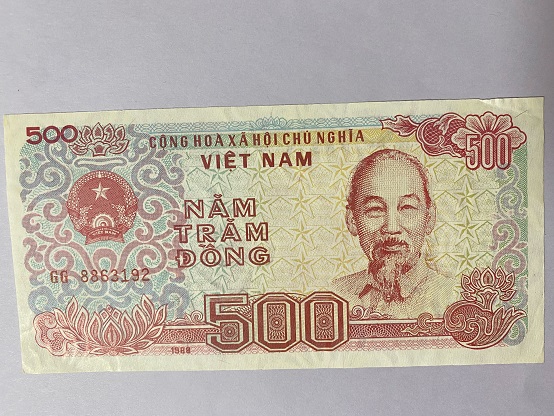 500
CỘNG HOÀ XÃ HỘI CHỦ NGHĨA
VIỆT NAM
500
NĂM
TRĂM
ĐỒNG
GG 8863192
500
1988